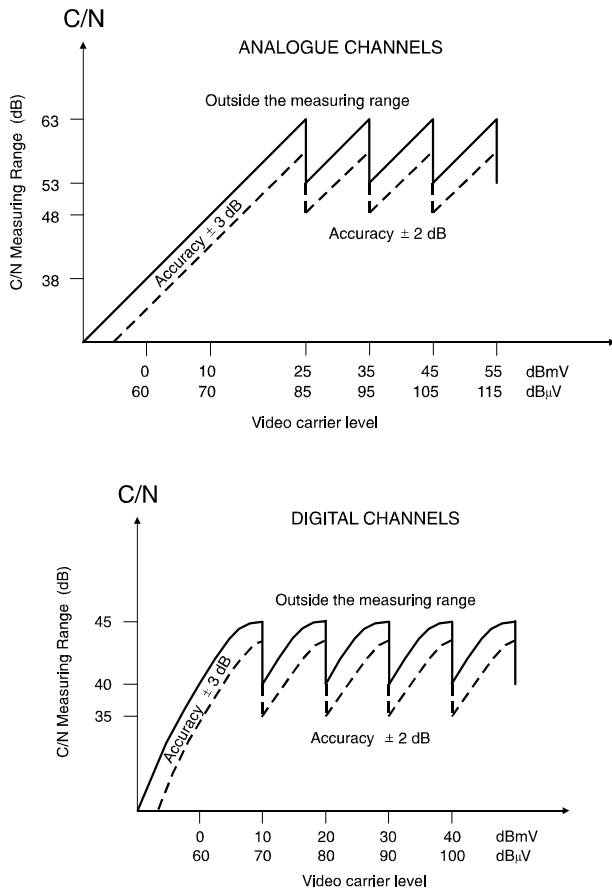 C/N
ANALOGUE CHANNELS
C/N Measuring Range (dB)
Outside the measuring range
63
53
48
38
Accuracy ± 3 dB
Accuracy ± 2 dB
0 10 25 35 45 55 dBmV
60 70 85 95 105 115 dBµV
Video carrier level
C/N
DIGITAL CHANNELS
C/N Measuring Range (dB)
Outside the measuring range
45
40
35
Accuracy ± 3 dB
Accuracy ± 2 dB
0 10 20 30 40 dBmV
60 70 80 90 100 dBµV
Video carrier level